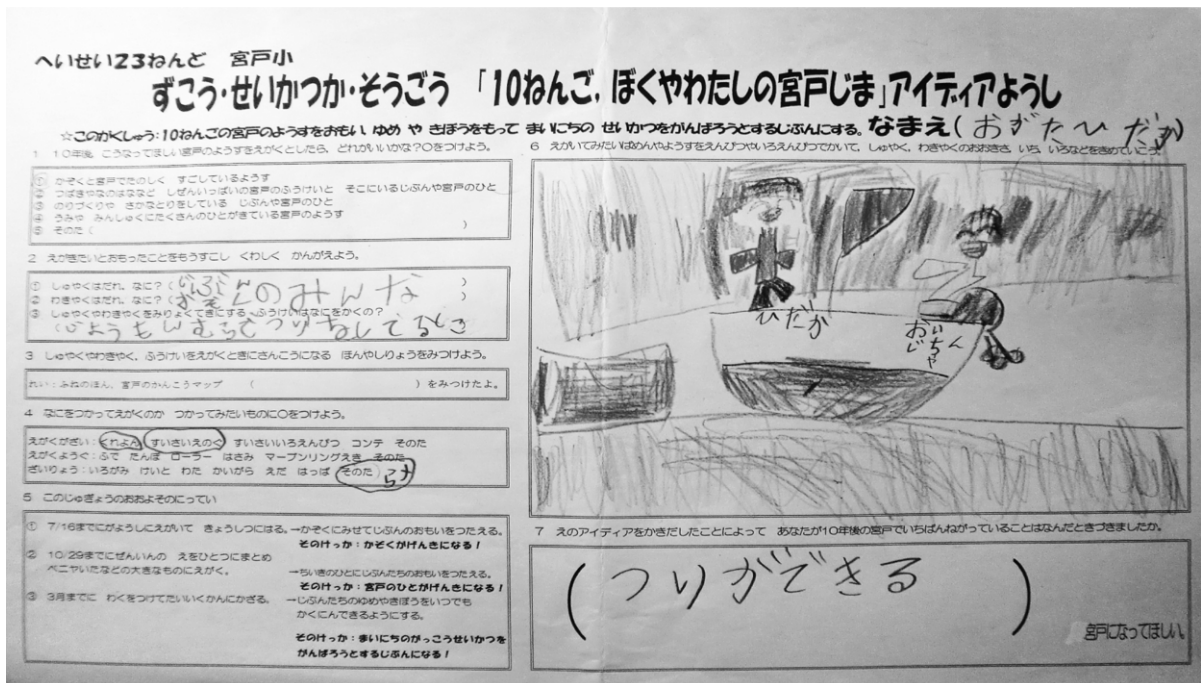 へいせい23ねんど 宮戸小
ずこう・せいかつか・そうごう 「10ねんご、ぼくやわたしの宮戸じま」アイディアようし
☆このがくしゅう:10ねんごの宮戸のようすをおもい ゆめ や きぼうをもって まいにちの せいかつをがんばろうとするじぶんにする。なまえ(おがたひだか)
1 10年後 こうなってほしい宮戸のようすをえがくとしたら、どれがいいかな?○をつけよう。
① かぞくと宮戸でたのしく すごしているようす
② つばきやなのはななど しぜんいっぱいの宮戸のふうけいと そこにいるじぶんや宮戸のひと
③ のりづくりや さかなとりをしている じぶんや宮戸のひと
④ うみや みんしゅくにたくさんのひとがきている宮戸のようす
⑤ そのた( )
2 えがきたいとおもったことをもうすこし くわしく かんがえよう。
① しゅやくはだれ、なに?(じぶん )
② わきやくはだれ、なに?( のみんな )
③ しゅやくやわきやくをみりょくてきにする ふうけいはなにをかくの?
(じようもんむらでつりをしてるとこ
3 しゅやくやわきやく、ふうけいをえがくときにさんこうになる ほんやしりょうをみつけよう。
れい:ふねのほん、宮戸のかんこうマップ ( )をみつけたよ。
4 なにをつかってえがくのか つかってみたいものに○をつけよう。
えがくがざい:くれよん すいさいえのぐ すいさいいろえんぴつ コンテ そのた
えがくようぐ:ふで たんぽ ローラー はさみ マーブンリングえき そのた
ざいりょう:いろがみ けいと わた かいがら えだ はっぱ そのた
5 このじゅぎょうのおおよそのにってい
① 7/16までにがようしにえがいて きょうしつにはる。→かぞくにみせてじぶんのおもいをつたえる。
そのけっか:かぞくがげんきになる!
② 10/29までにぜんいんの えをひとつにまとめ
ベニヤいたなどの大きなものにえがく。 →ちいきのひとにじぶんたちのおもいをつたえる。
そのけっか:宮戸のひとがげんきになる!
③ 3月までに わくをつけてたいいくかんにかざる。 →じぶんたちのゆめやきぼうをいつでも
かくにんできるようにする。
そのけっか:まいにちのがっこうせいかつを
がんばろうとするじぶんになる!
6 えがいてみたいばめんやようすをえんぴつやいろえんぴつでかいて、しゅやく、わきやくのおおきさ、いち、いろなどをきめていこう。
ひだか
おじいちゃん
7 えのアイディアをかきだしたことによって あなたが10年後の宮戸でいちばんねがっていることはなんだときづきましたか。
(つりができる )
宮戸になってほしい。